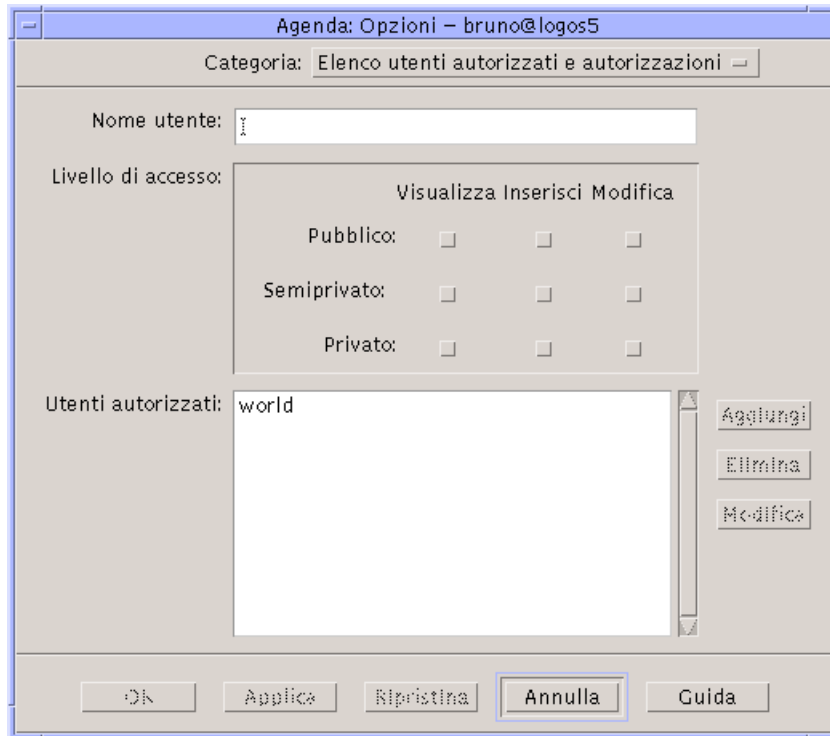 Agenda: Opzioni – bruno@logos5
Categoria: Elenco utenti autorizzati e autorizzazioni
Nome utente:
Livello di accesso:
Visualizza Inserisci Modifica
Pubblico:
Semiprivato:
Privato:
Utenti autorizzati: world
Aggiungi
Elimina
Modifica
OK Applica Ripristina Annulla Guida